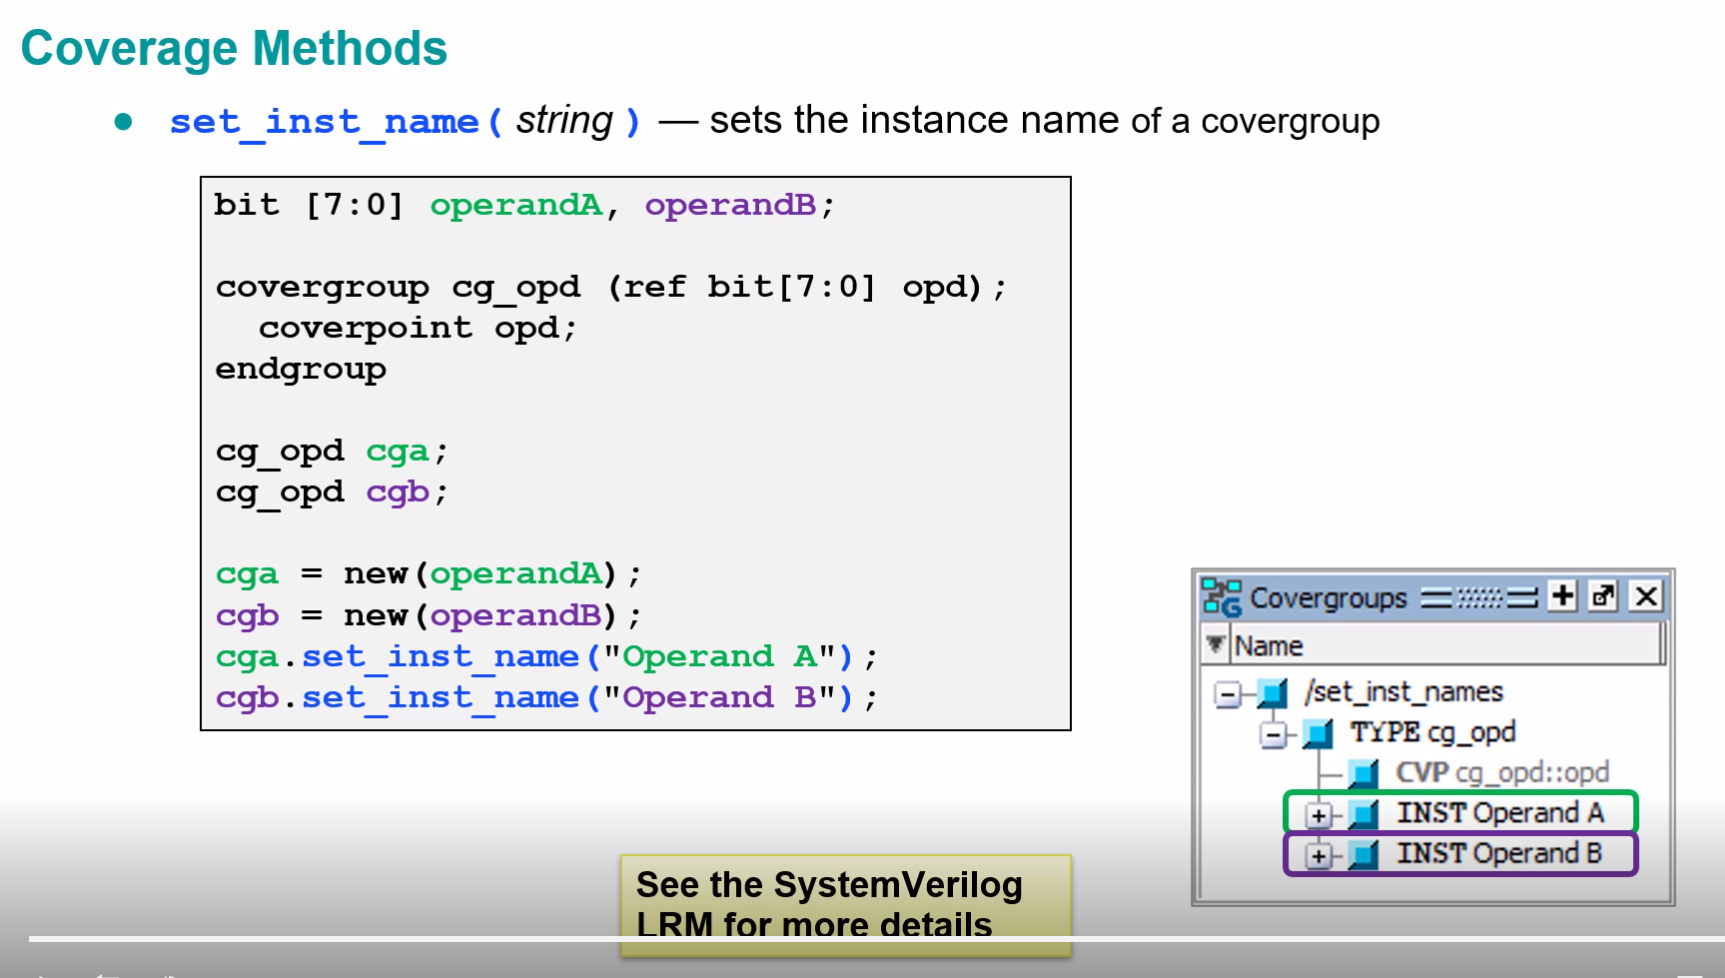 Coverage Methods
● set_inst_name( string ) — sets the instance name of a covergroup
bit [7:0] operandA, operandB;
covergroup cg_opd (ref bit[7:0] opd);
coverpoint opd;
endgroup
cg_opd cga;
cg_opd cgb;
cga = new(operandA);
cgb = new(operandB);
cga.set_inst_name("Operand A");
cgb.set_inst_name("Operand B");
Covergroups
Name
/set_inst_names
TYPE cg_opd
CVP cg_opd::opd
INST Operand A
INST Operand B
See the SystemVerilog
LRM for more details